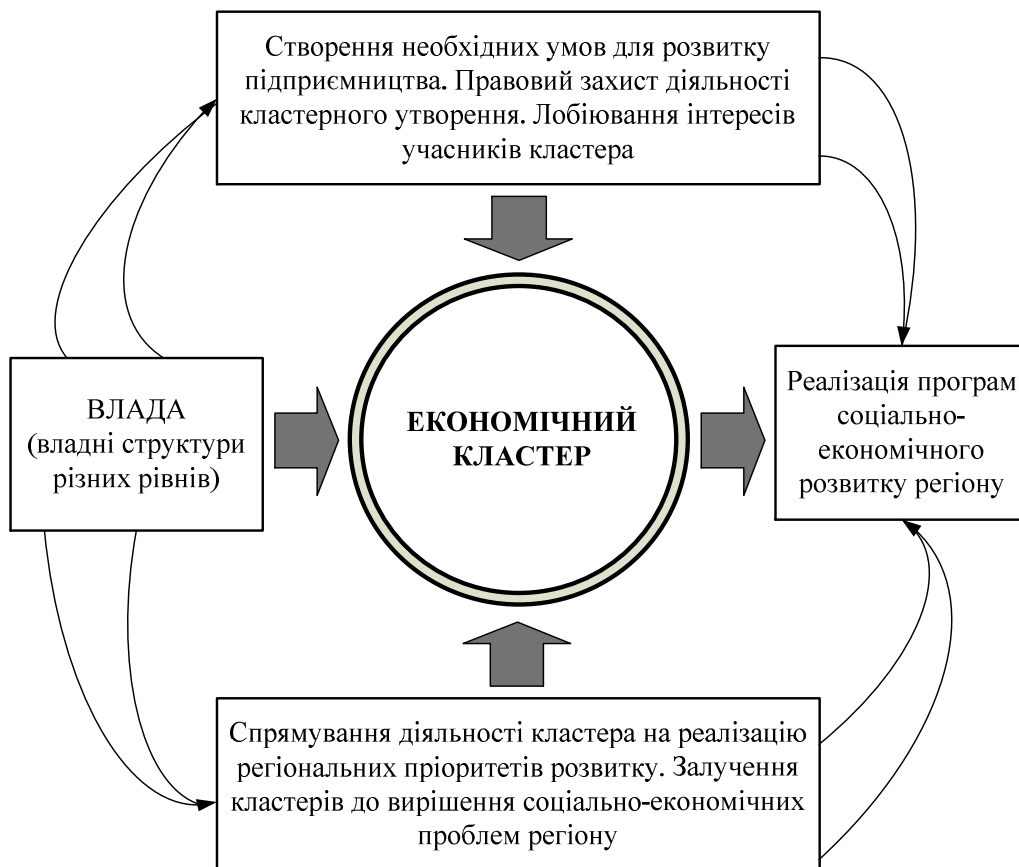 Створення необхідних умов для розвитку
підприємництва. Правовий захист діяльності
кластерного утворення. Лобіювання інтересів
учасників кластера
ВЛАДА
(владні структури
різних рівнів)
ЕКОНОМІЧНИЙ
КЛАСТЕР
Реалізація програм
соціально-
економічного
розвитку регіону
Спрямування діяльності кластера на реалізацію
регіональних пріоритетів розвитку. Залучення
кластерів до вирішення соціально-економічних
проблем регіону